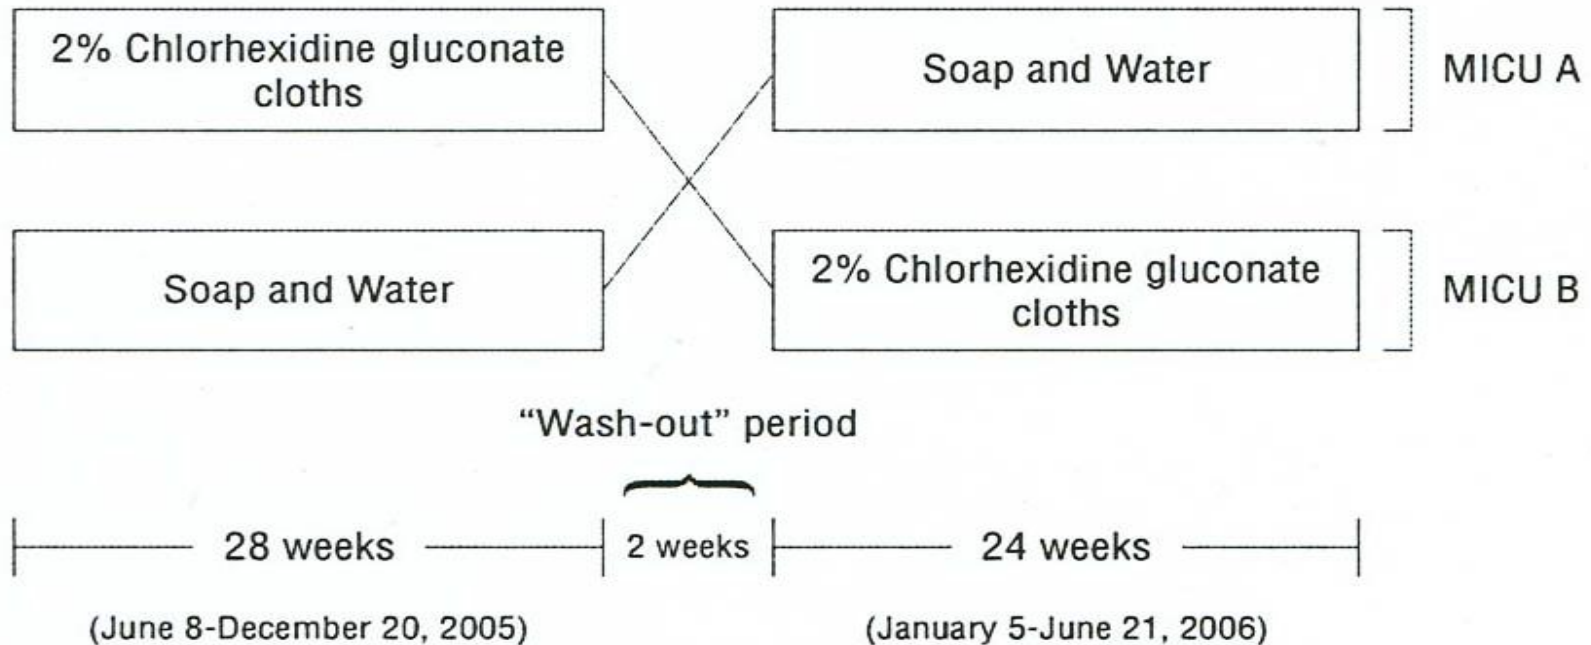 2% Chlorhexidine gluconate
cloths
Soap and Water
MICU A
Soap and Water
2% Chlorhexidine gluconate
cloths
MICU B
“Wash-out” period
28 weeks
2 weeks
24 weeks
(June 8-December 20, 2005)
(January 5-June 21, 2006)